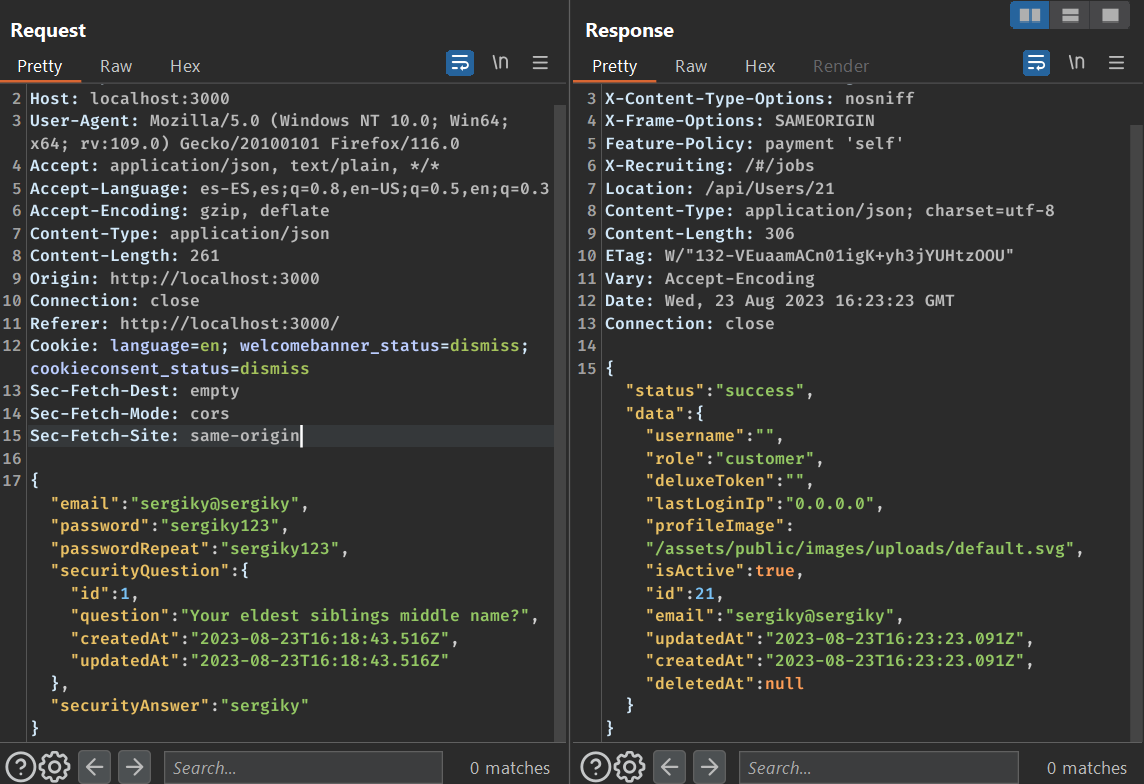 Request
Pretty Raw Hex \n
2 Host: localhost:3000
3 User-Agent: Mozilla/5.0 (Windows NT 10.0; Win64;
x64; rv:109.0) Gecko/20100101 Firefox/116.0
4 Accept: application/json, text/plain, */*
5 Accept-Language: es-ES,es;q=0.8,en-US;q=0.5,en;q=0.3
6 Accept-Encoding: gzip, deflate
7 Content-Type: application/json
8 Content-Length: 261
9 Origin: http://localhost:3000
10 Connection: close
11 Referer: http://localhost:3000/
12 Cookie: language=en; welcomebanner_status=dismiss;
cookieconsent_status=dismiss
13 Sec-Fetch-Dest: empty
14 Sec-Fetch-Mode: cors
15 Sec-Fetch-Site: same-origin
16
17 {
"email":"sergiky@sergiky",
"password":"sergiky123",
"passwordRepeat":"sergiky123",
"securityQuestion":{
"id":1,
"question":"Your eldest siblings middle name?",
"createdAt":"2023-08-23T16:18:43.516Z",
"updatedAt":"2023-08-23T16:18:43.516Z"
},
"securityAnswer":"sergiky"
}
Search... 0 matches
Response
Pretty Raw Hex Render \n
3 X-Content-Type-Options: nosniff
4 X-Frame-Options: SAMEORIGIN
5 Feature-Policy: payment 'self'
6 X-Recruiting: /#/jobs
7 Location: /api/Users/21
8 Content-Type: application/json; charset=utf-8
9 Content-Length: 306
10 ETag: W/"132-VEuaamACn01igK+yh3jYUHtzOOU"
11 Vary: Accept-Encoding
12 Date: Wed, 23 Aug 2023 16:23:23 GMT
13 Connection: close
14
15 {
"status":"success",
"data":{
"username":"",
"role":"customer",
"deluxeToken":"",
"lastLoginIp":"0.0.0.0",
"profileImage":
"/assets/public/images/uploads/default.svg",
"isActive":true,
"id":21,
"email":"sergiky@sergiky",
"updatedAt":"2023-08-23T16:23:23.091Z",
"createdAt":"2023-08-23T16:23:23.091Z",
"deletedAt":null
}
}
Search... 0 matches